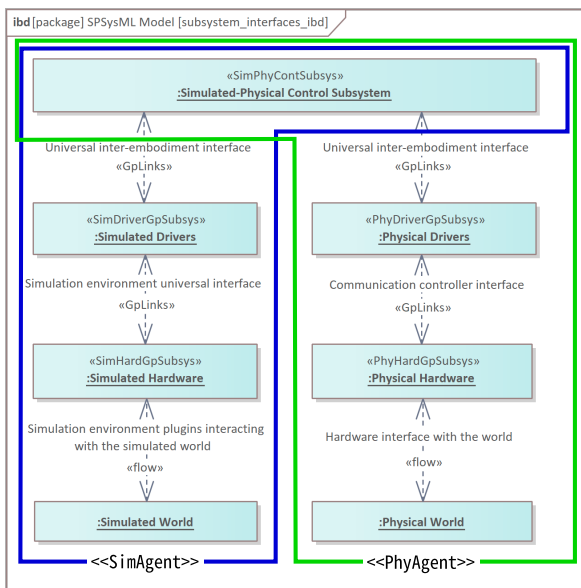 ibd [package] SPSysML Model [subsystem_interfaces_ibd]
«SimPhyContSubsys»
:Simulated-Physical Control Subsystem
Universal inter-embodiment interface
«GpLinks»
Universal inter-embodiment interface
«GpLinks»
«SimDriverGpSubsys»
:Simulated Drivers
«PhyDriverGpSubsys»
:Physical Drivers
Simulation environment universal interface
«GpLinks»
Communication controller interface
«GpLinks»
«SimHardGpSubsys»
:Simulated Hardware
«PhyHardGpSubsys»
:Physical Hardware
Simulation environment plugins interacting
with the simulated world
«flow»
Hardware interface with the world
«flow»
:Simulated World
:Physical World
<<SimAgent>>
<<PhyAgent>>